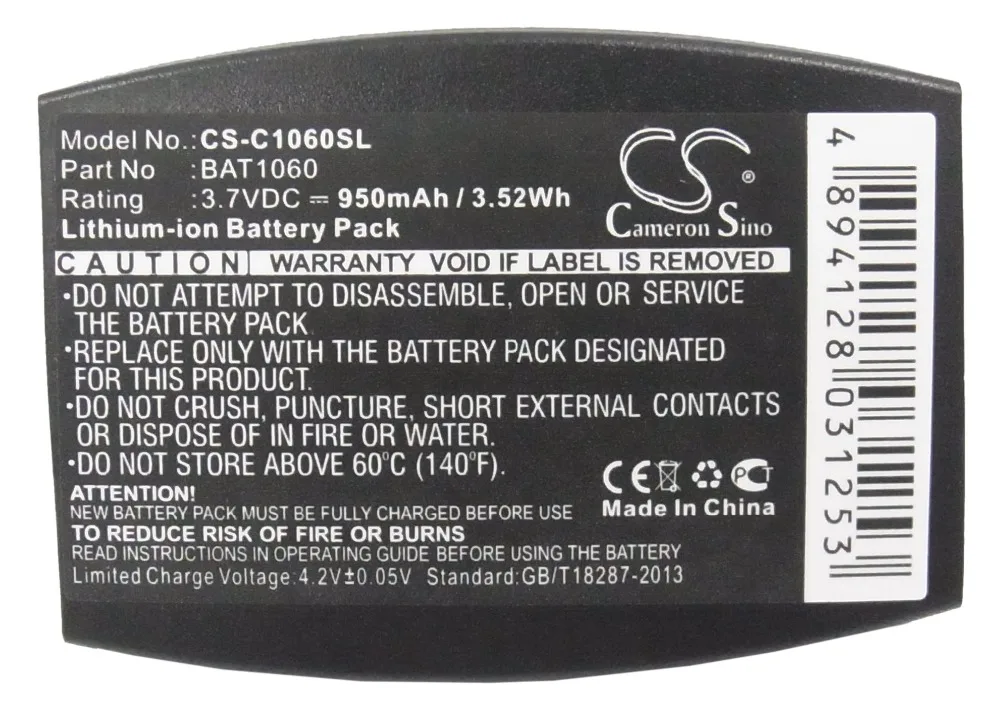 Model No.: CS-C1060SL
Part No : BAT1060
Rating : 3.7VDC ⎓ 950mAh / 3.52Wh
Lithium-ion Battery Pack
CS ®
Cameron Sino
CAUTION WARRANTY VOID IF LABEL IS REMOVED
•DO NOT ATTEMPT TO DISASSEMBLE, OPEN OR SERVICE
THE BATTERY PACK
•REPLACE ONLY WITH THE BATTERY PACK DESIGNATED
FOR THIS PRODUCT.
•DO NOT CRUSH, PUNCTURE, SHORT EXTERNAL CONTACTS
OR DISPOSE OF IN FIRE OR WATER.
•DO NOT STORE ABOVE 60°C (140°F).
CE PCT
Made In China
ATTENTION!
NEW BATTERY PACK MUST BE FULLY CHARGED BEFORE USE
TO REDUCE RISK OF FIRE OR BURNS
READ INSTRUCTIONS IN OPERATING GUIDE BEFORE USING THE BATTERY
Limited Charge Voltage:4.2V±0.05V Standard:GB/T18287-2013
4 894128 031253